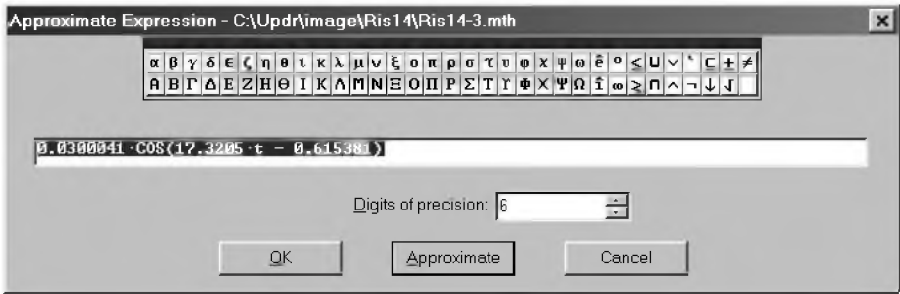 Approximate Expression - C:\Updr\image\Ris14\Ris14-3.mth
α β γ δ ε ζ η θ ι κ λ μ ν ξ ο π ρ σ τ υ φ χ ψ ω ê ° ≤ ∪ ∨ ` ⊆ ± ≠
Α Β Γ Δ Ε Ζ Η Θ Ι Κ Λ Μ Ν Ξ Ο Π Ρ Σ Τ Υ Φ Χ Ψ Ω î ∞ ≥ ∩ ∧ ¬ ↓ √
0.0300041·COS(17.3205·t - 0.615381)
Digits of precision: 6
OK Approximate Cancel